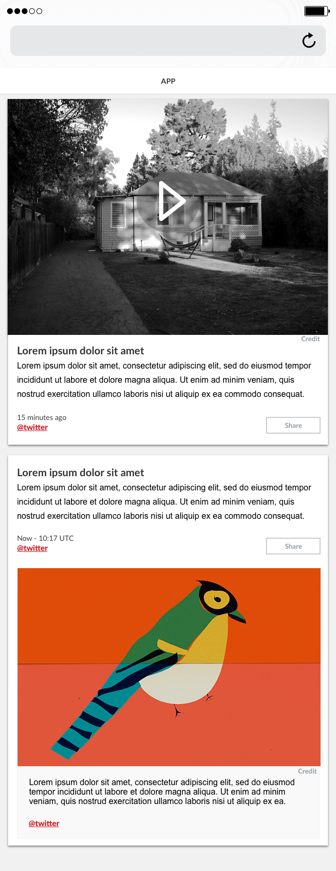 APP
Credit
Lorem ipsum dolor sit amet
Lorem ipsum dolor sit amet, consectetur adipiscing elit, sed do eiusmod tempor
incididunt ut labore et dolore magna aliqua. Ut enim ad minim veniam, quis
nostrud exercitation ullamco laboris nisi ut aliquip ex ea commodo consequat.
15 minutes ago
@twitter
Share
Lorem ipsum dolor sit amet
Lorem ipsum dolor sit amet, consectetur adipiscing elit, sed do eiusmod tempor
incididunt ut labore et dolore magna aliqua. Ut enim ad minim veniam, quis
nostrud exercitation ullamco laboris nisi ut aliquip ex ea commodo consequat.
Now - 10:17 UTC
@twitter
Share
Credit
Lorem ipsum dolor sit amet, consectetur adipiscing elit, sed do eiusmod
tempor incididunt ut labore et dolore magna aliqua. Ut enim ad minim
veniam, quis nostrud exercitation ullamco laboris nisi ut aliquip ex ea.
@twitter